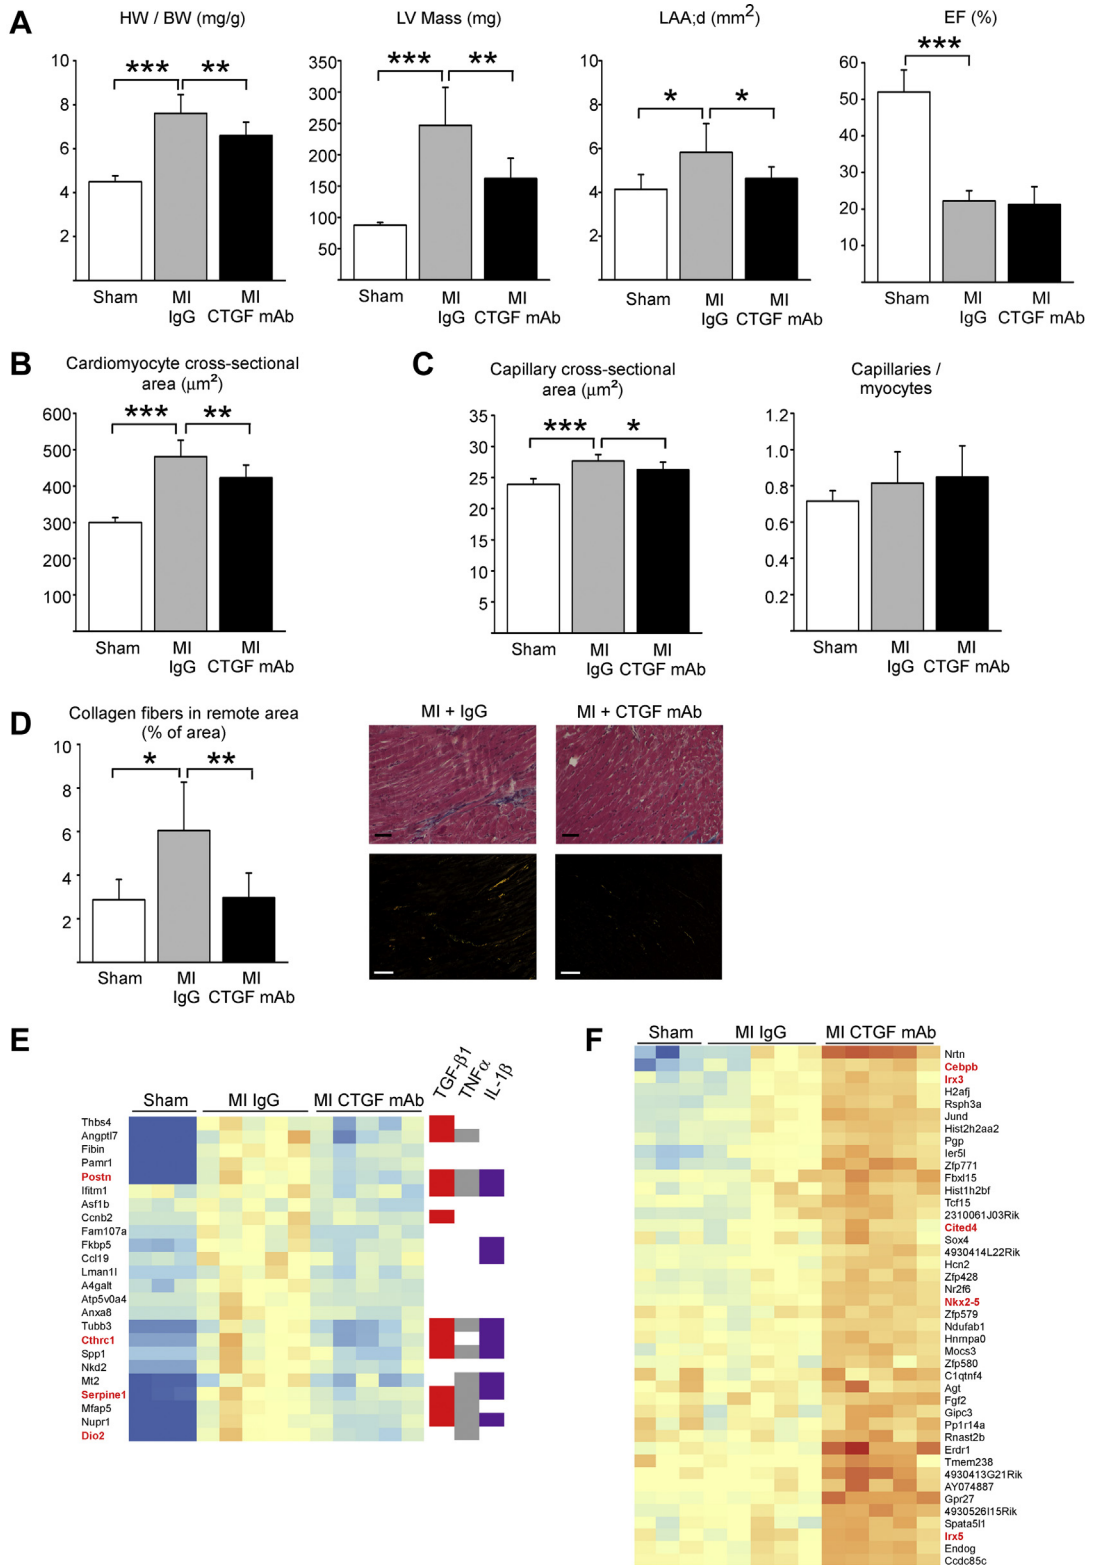 A
HW / BW (mg/g)
LV Mass (mg)
LAA;d (mm2)
EF (%)
10
8
6
4
2
*** **
Sham
MI IgG
MI CTGF mAb
350
300
250
200
150
100
50
*** **
Sham
MI IgG
MI CTGF mAb
10
8
6
4
2
* *
Sham
MI IgG
MI CTGF mAb
60
50
40
30
20
10
***
Sham
MI IgG
MI CTGF mAb
B
Cardiomyocyte cross-sectional
area (μm²)
600
500
400
300
200
100
*** **
Sham
MI IgG
MI CTGF mAb
C
Capillary cross-sectional
area (μm²)
35
30
25
20
15
10
5
*** *
Sham
MI IgG
MI CTGF mAb
Capillaries /
myocytes
1.2
1.0
0.8
0.6
0.4
0.2
Sham
MI IgG
MI CTGF mAb
D
Collagen fibers in remote area
(% of area)
10
8
6
4
2
* **
Sham
MI IgG
MI CTGF mAb
MI + IgG
MI + CTGF mAb
E
Sham
MI IgG
MI CTGF mAb
TGF-β1
TNFα
IL-1β
Thbs4
Angptl7
Fibin
Pamr1
Postn
Ifitm1
Asf1b
Ccnb2
Fam107a
Fkbp5
Ccl19
Lman1l
A4galt
Atp5v0a4
Anxa8
Tubb3
Cthrc1
Spp1
Nkd2
Mt2
Serpine1
Mfap5
Nupr1
Dio2
F
Sham
MI IgG
MI CTGF mAb
Nrtn
Cebpb
Irx3
H2afj
Rsph3a
Jund
Hist2h2aa2
Pgp
Ier5l
Zfp771
Fbxl15
Hist1h2bf
Tcf15
2310061J03Rik
Cited4
Sox4
4930414L22Rik
Hcn2
Zfp428
Nr2f6
Nkx2-5
Zfp579
Ndufab1
Hnrnpa0
Mocs3
Zfp580
C1qtnf4
Agt
Fgf2
Gipc3
Pp1r14a
Rnast2b
Erdr1
Tmem238
4930413G21Rik
AY074887
Gpr27
4930526I15Rik
Spata5l1
Irx5
Endog
Ccdc85c